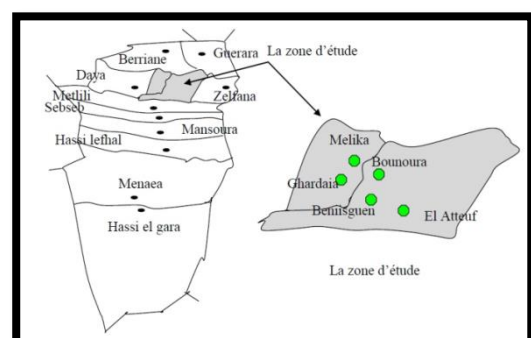 Berriane
Guerara
La zone d'étude
Daya
Metlili
Zelfana
Sebseb
Mansoura
Hassi lefhal
Menaea
Hassi el gara
Melika
Bounoura
Ghardaia
Beniisguen
El Atteuf
La zone d'étude